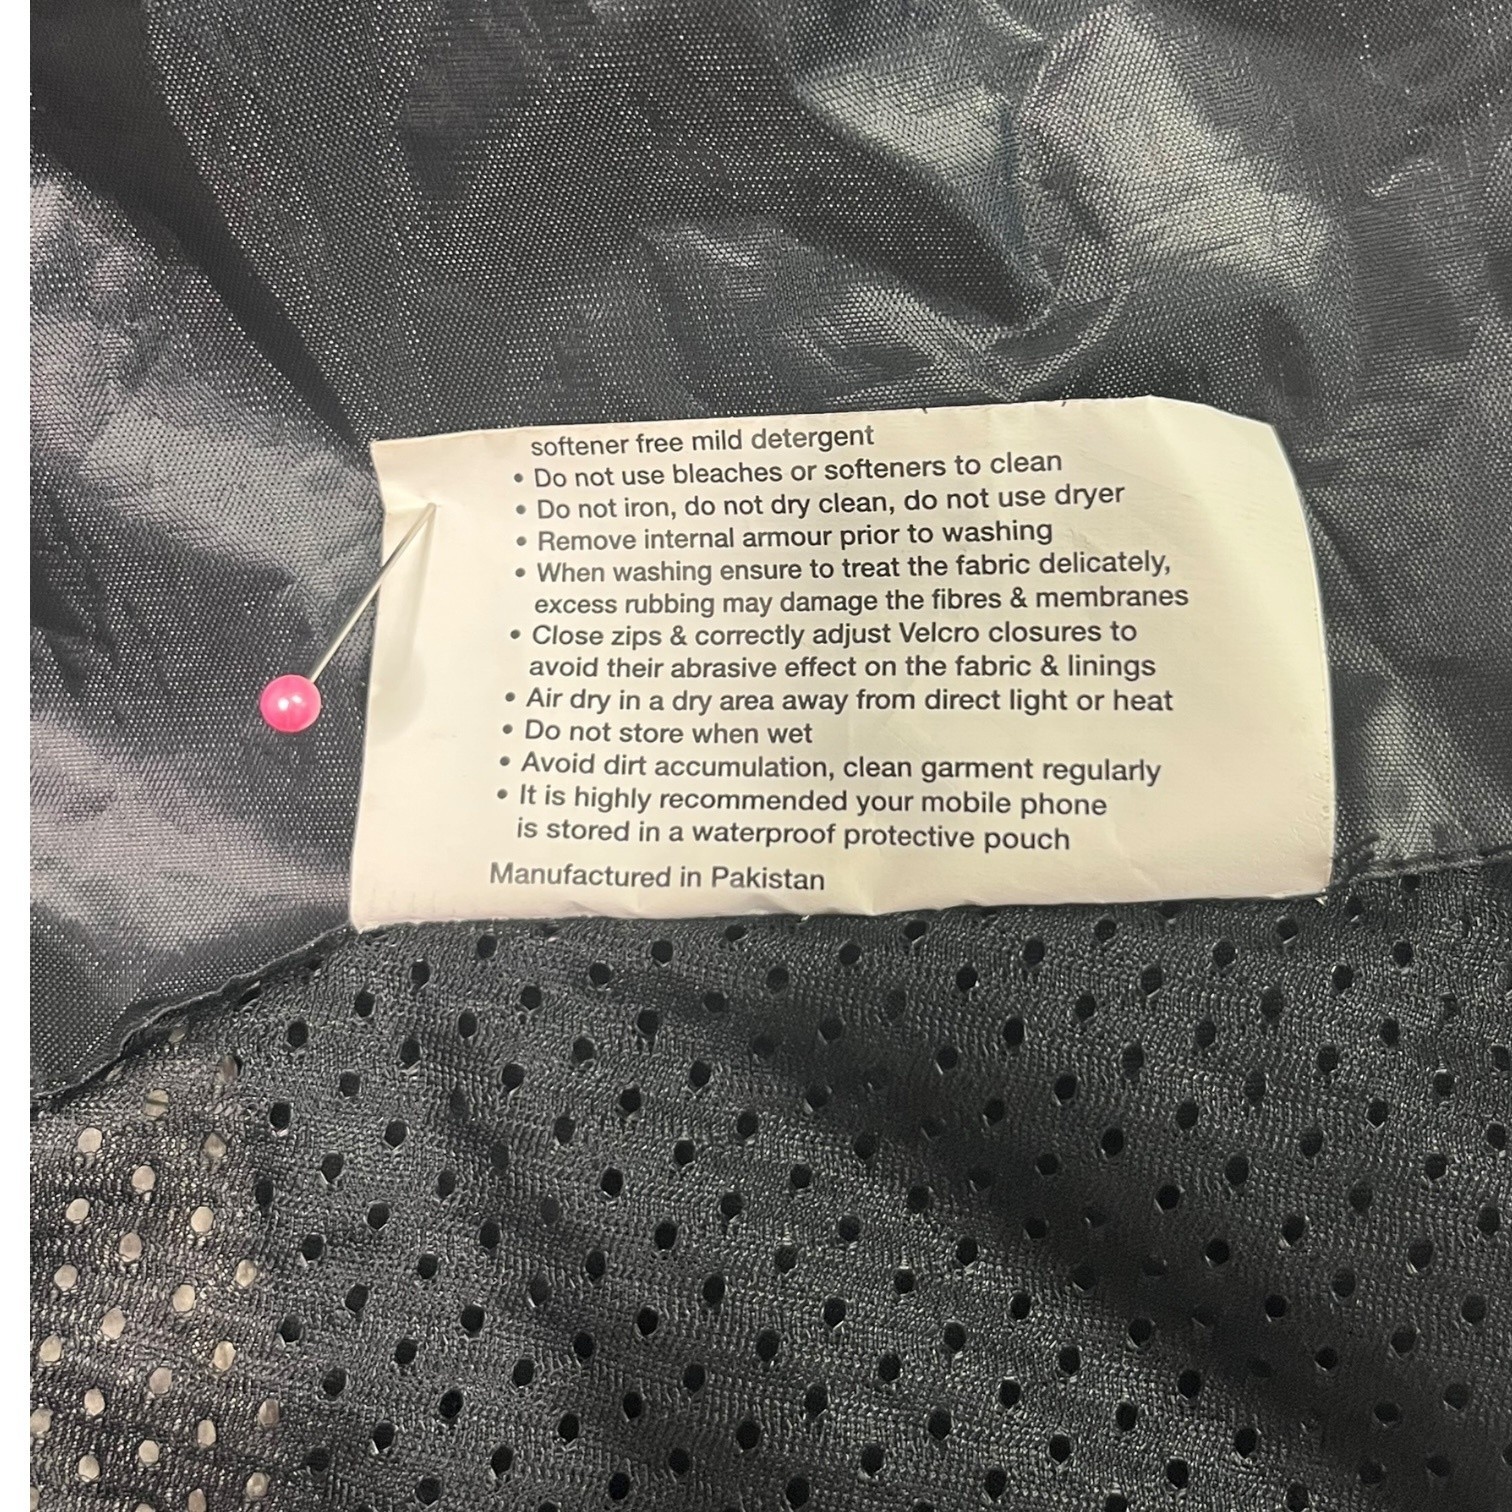 softener free mild detergent
• Do not use bleaches or softeners to clean
• Do not iron, do not dry clean, do not use dryer
• Remove internal armour prior to washing
• When washing ensure to treat the fabric delicately,
excess rubbing may damage the fibres & membranes
• Close zips & correctly adjust Velcro closures to
avoid their abrasive effect on the fabric & linings
• Air dry in a dry area away from direct light or heat
• Do not store when wet
• Avoid dirt accumulation, clean garment regularly
• It is highly recommended your mobile phone
is stored in a waterproof protective pouch
Manufactured in Pakistan